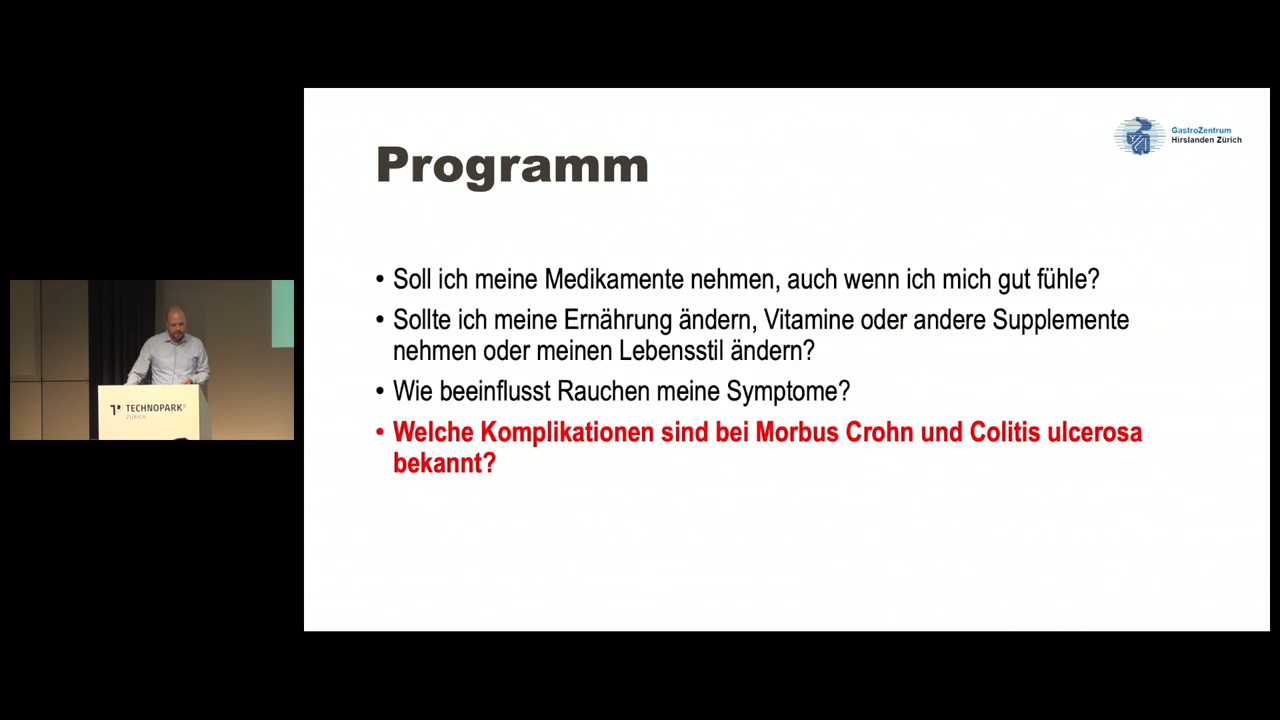 GastroZentrum
Hirslanden Zürich
Programm
• Soll ich meine Medikamente nehmen, auch wenn ich mich gut fühle?
• Sollte ich meine Ernährung ändern, Vitamine oder andere Supplemente
nehmen oder meinen Lebensstil ändern?
• Wie beeinflusst Rauchen meine Symptome?
• Welche Komplikationen sind bei Morbus Crohn und Colitis ulcerosa
bekannt?
TECHNOPARK®
ZÜRICH